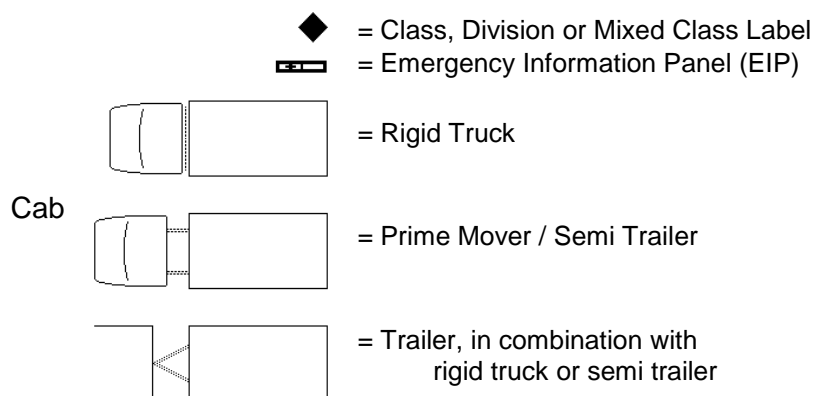 = Class, Division or Mixed Class Label
= Emergency Information Panel (EIP)
= Rigid Truck
Cab
= Prime Mover / Semi Trailer
= Trailer, in combination with
rigid truck or semi trailer